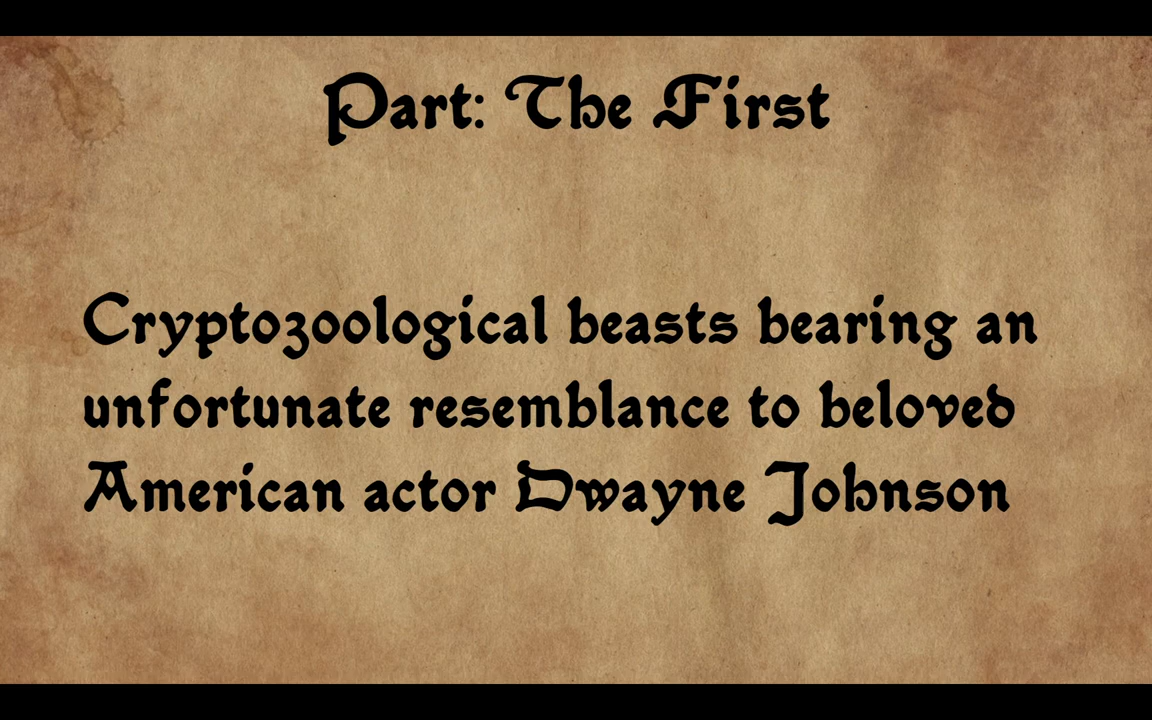 Part: The First
Cryptozoological beasts bearing an
unfortunate resemblance to beloved
American actor Dwayne Johnson